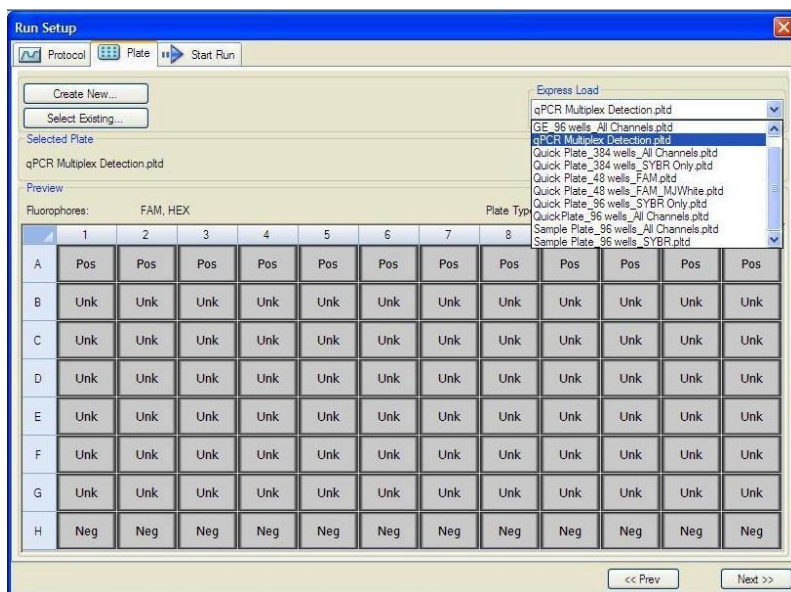 Run Setup
Protocol Plate Start Run
Create New...
Select Existing...
Express Load
qPCR Multiplex Detection.pltd
GE_96 wells_All Channels.pltd
qPCR Multiplex Detection.pltd
Quick Plate_384 wells_All Channels.pltd
Quick Plate_384 wells_SYBR Only.pltd
Quick Plate_48 wells_FAM.pltd
Quick Plate_48 wells_FAM_MJWhite.pltd
Quick Plate_96 wells_SYBR Only.pltd
QuickPlate_96 wells_All Channels.pltd
Sample Plate_96 wells_All Channels.pltd
Sample Plate_96 wells_SYBR.pltd
Selected Plate
qPCR Multiplex Detection.pltd
Preview
Fluorophores: FAM, HEX Plate Typ
1 2 3 4 5 6 7 8
A Pos Pos Pos Pos Pos Pos Pos Pos Pos Pos Pos
B Unk Unk Unk Unk Unk Unk Unk Unk Unk Unk Unk
C Unk Unk Unk Unk Unk Unk Unk Unk Unk Unk Unk
D Unk Unk Unk Unk Unk Unk Unk Unk Unk Unk Unk
E Unk Unk Unk Unk Unk Unk Unk Unk Unk Unk Unk
F Unk Unk Unk Unk Unk Unk Unk Unk Unk Unk Unk
G Unk Unk Unk Unk Unk Unk Unk Unk Unk Unk Unk
H Neg Neg Neg Neg Neg Neg Neg Neg Neg Neg Neg
<< Prev Next >>